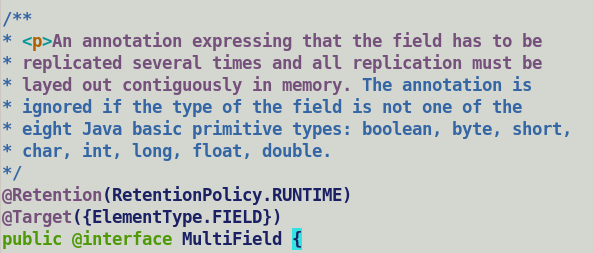 /**
* <p>An annotation expressing that the field has to be
* replicated several times and all replication must be
* layed out contiguously in memory. The annotation is
* ignored if the type of the field is not one of the
* eight Java basic primitive types: boolean, byte, short,
* char, int, long, float, double.
*/
@Retention(RetentionPolicy.RUNTIME)
@Target({ElementType.FIELD})
public @interface MultiField {